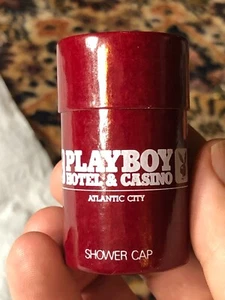 PLAYBOY
HOTEL & CASINO
ATLANTIC CITY
SHOWER CAP